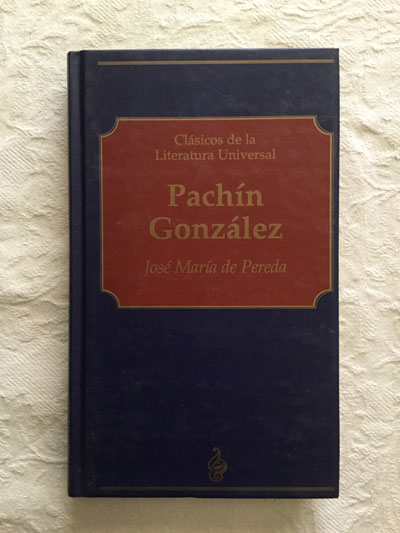 Clásicos de la
Literatura Universal
Pachín
González
José María de Pereda